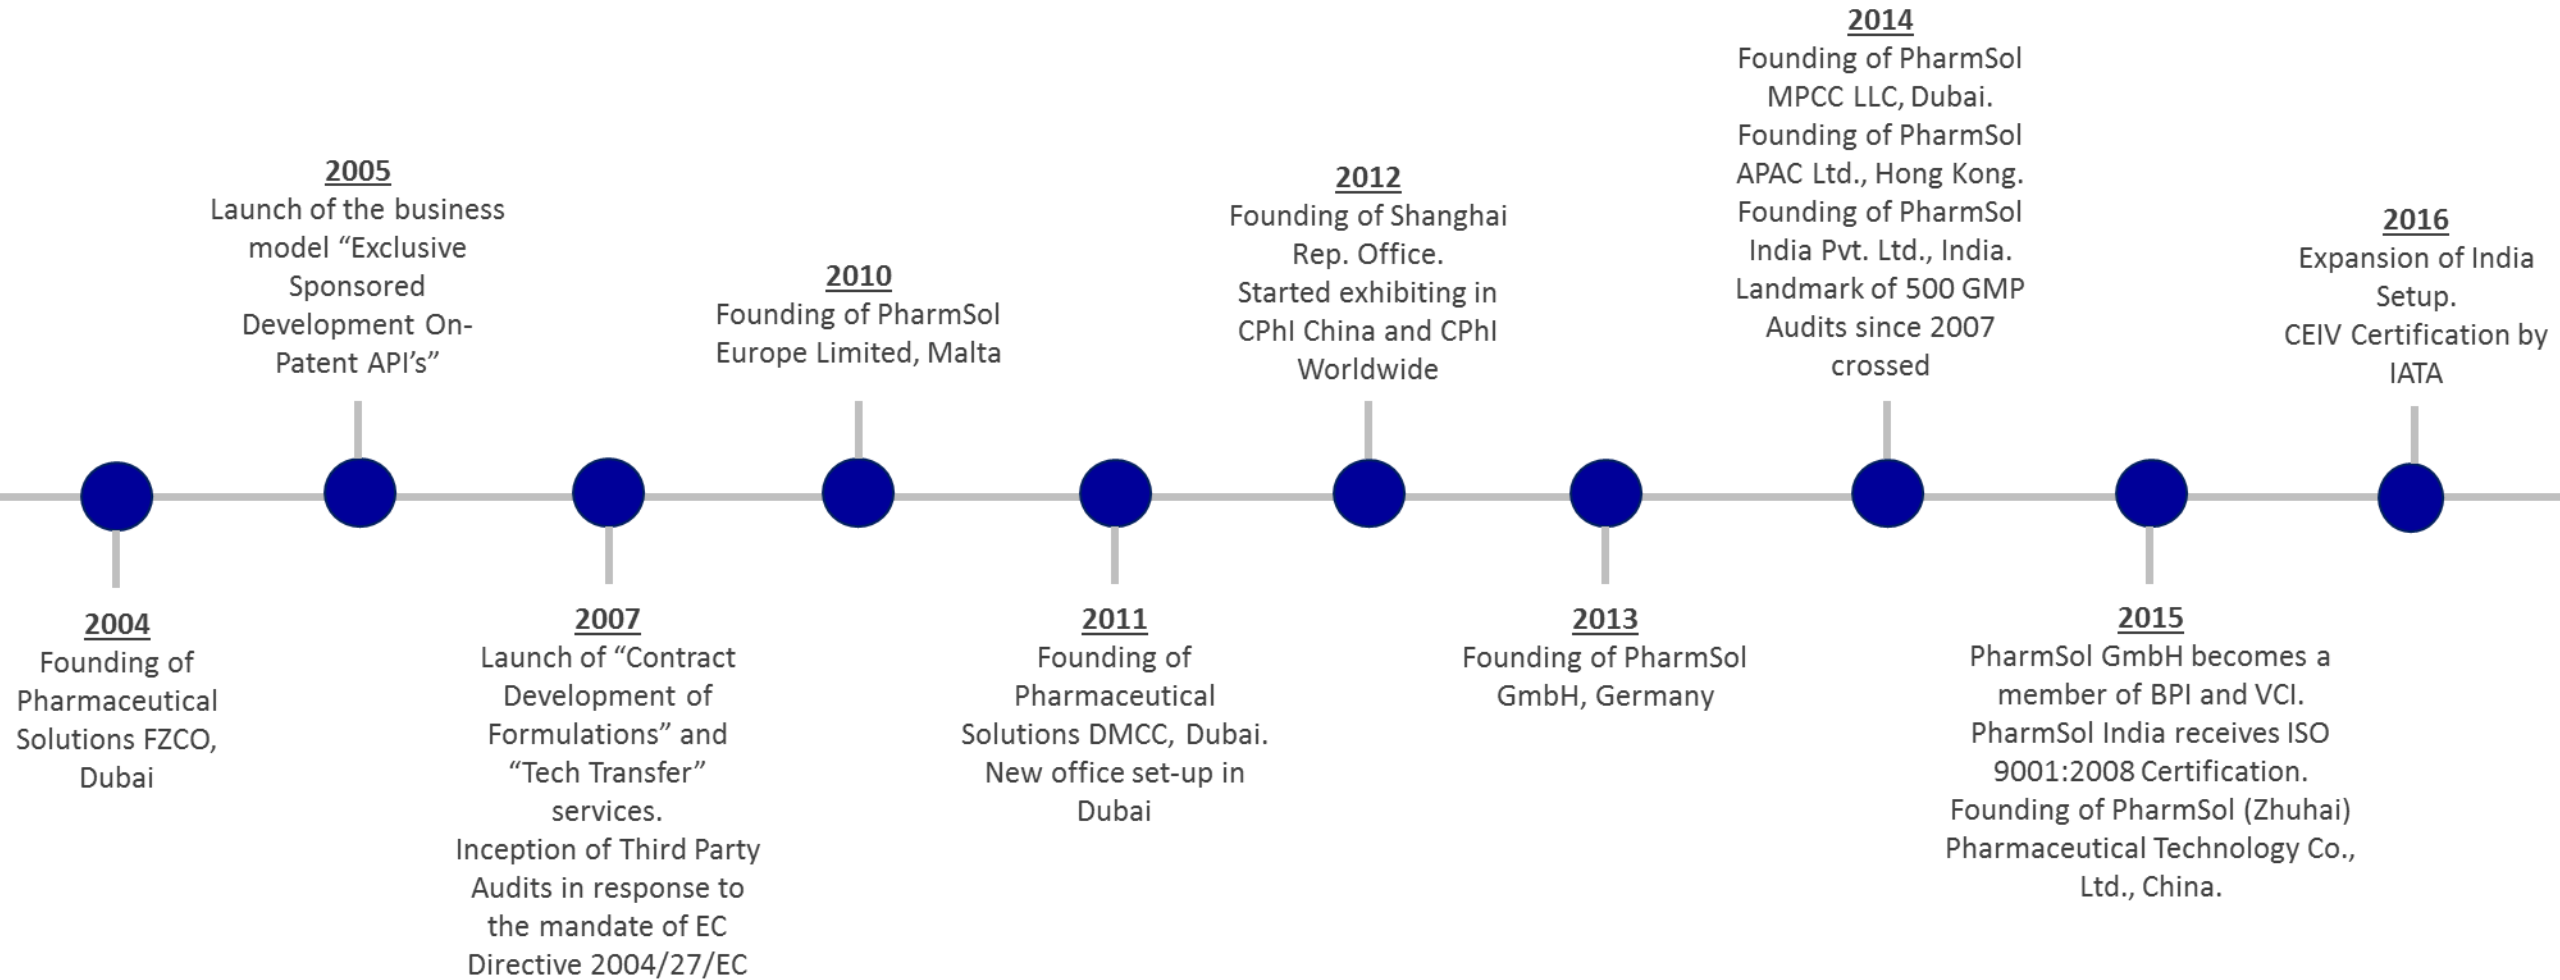 2004
Founding of
Pharmaceutical
Solutions FZCO,
Dubai
2005
Launch of the business
model “Exclusive
Sponsored
Development On-
Patent API’s”
2007
Launch of “Contract
Development of
Formulations” and
“Tech Transfer”
services.
Inception of Third Party
Audits in response to
the mandate of EC
Directive 2004/27/EC
2010
Founding of PharmSol
Europe Limited, Malta
2011
Founding of
Pharmaceutical
Solutions DMCC, Dubai.
New office set-up in
Dubai
2012
Founding of Shanghai
Rep. Office.
Started exhibiting in
CPhI China and CPhI
Worldwide
2013
Founding of PharmSol
GmbH, Germany
2014
Founding of PharmSol
MPCC LLC, Dubai.
Founding of PharmSol
APAC Ltd., Hong Kong.
Founding of PharmSol
India Pvt. Ltd., India.
Landmark of 500 GMP
Audits since 2007
crossed
2015
PharmSol GmbH becomes a
member of BPI and VCI.
PharmSol India receives ISO
9001:2008 Certification.
Founding of PharmSol (Zhuhai)
Pharmaceutical Technology Co.,
Ltd., China.
2016
Expansion of India
Setup.
CEIV Certification by
IATA